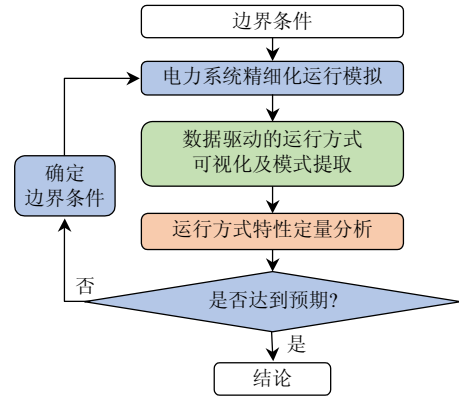 边界条件
电力系统精细化运行模拟
数据驱动的运行方式
可视化及模式提取
确定
边界条件
运行方式特性定量分析
否
是否达到预期?
是
结论